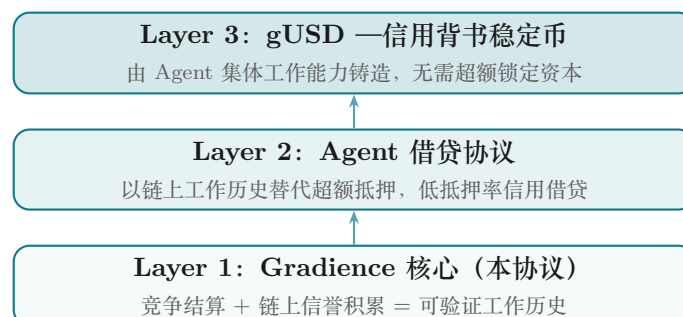 Layer 3：gUSD —信用背书稳定币
由 Agent 集体工作能力铸造，无需超额锁定资本
Layer 2：Agent 借贷协议
以链上工作历史替代超额抵押，低抵押率信用借贷
Layer 1：Gradience 核心（本协议）
竞争结算 + 链上信誉积累 = 可验证工作历史